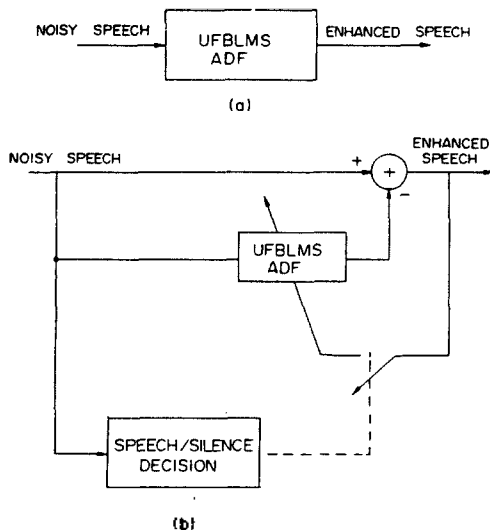 NOISY SPEECH
UFBLMS
ADF
ENHANCED SPEECH
(a)
NOISY SPEECH
ENHANCED
SPEECH
+
+
-
UFBLMS
ADF
SPEECH/SILENCE
DECISION
(b)